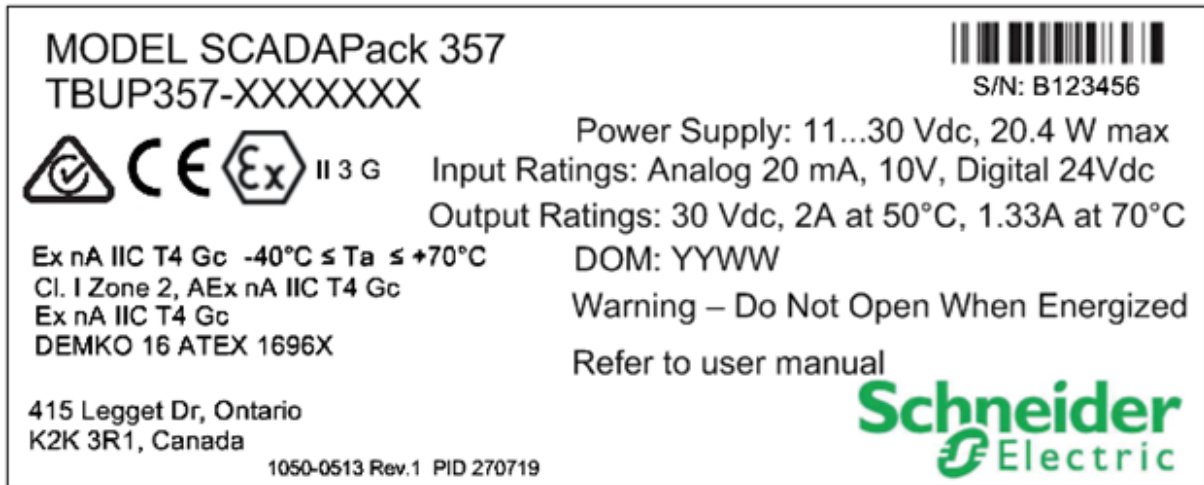 MODEL SCADAPack 357
TBUP357-XXXXXXX
S/N: B123456
CE Ex II 3 G
Power Supply: 11...30 Vdc, 20.4 W max
Input Ratings: Analog 20 mA, 10V, Digital 24Vdc
Output Ratings: 30 Vdc, 2A at 50°C, 1.33A at 70°C
Ex nA IIC T4 Gc -40°C ≤ Ta ≤ +70°C
Cl. I Zone 2, AEx nA IIC T4 Gc
Ex nA IIC T4 Gc
DEMKO 16 ATEX 1696X
DOM: YYWW
Warning – Do Not Open When Energized
Refer to user manual
415 Legget Dr, Ontario
K2K 3R1, Canada
1050-0513 Rev.1 PID 270719
Schneider
Electric